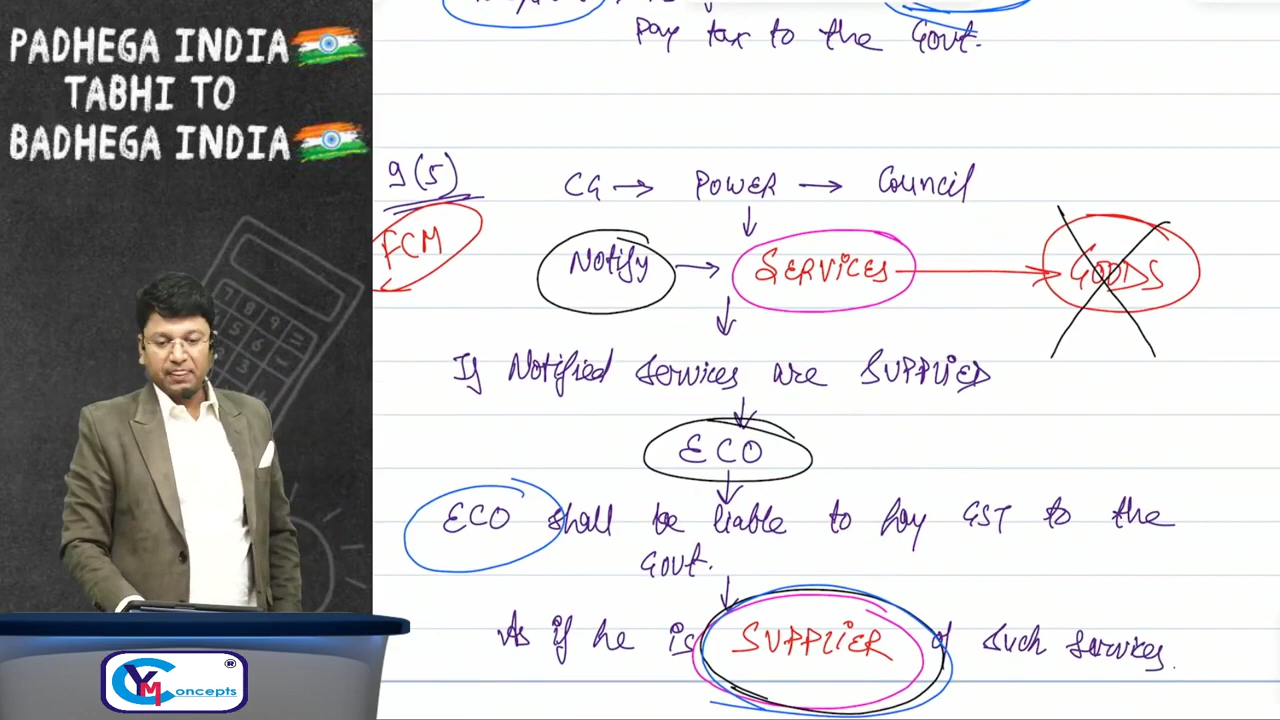 PADHEGA INDIA
TABHI TO
BADHEGA INDIA
Pay tax to the Govt.
9(5)
CG → POWER → Council
FCM
Notify → SERVICES → GOODS
If Notified Services are SUPPLIED
ECO
ECO shall be liable to pay GST to the
Govt.
As if he is SUPPLIER of such services.
CYM Concepts ®